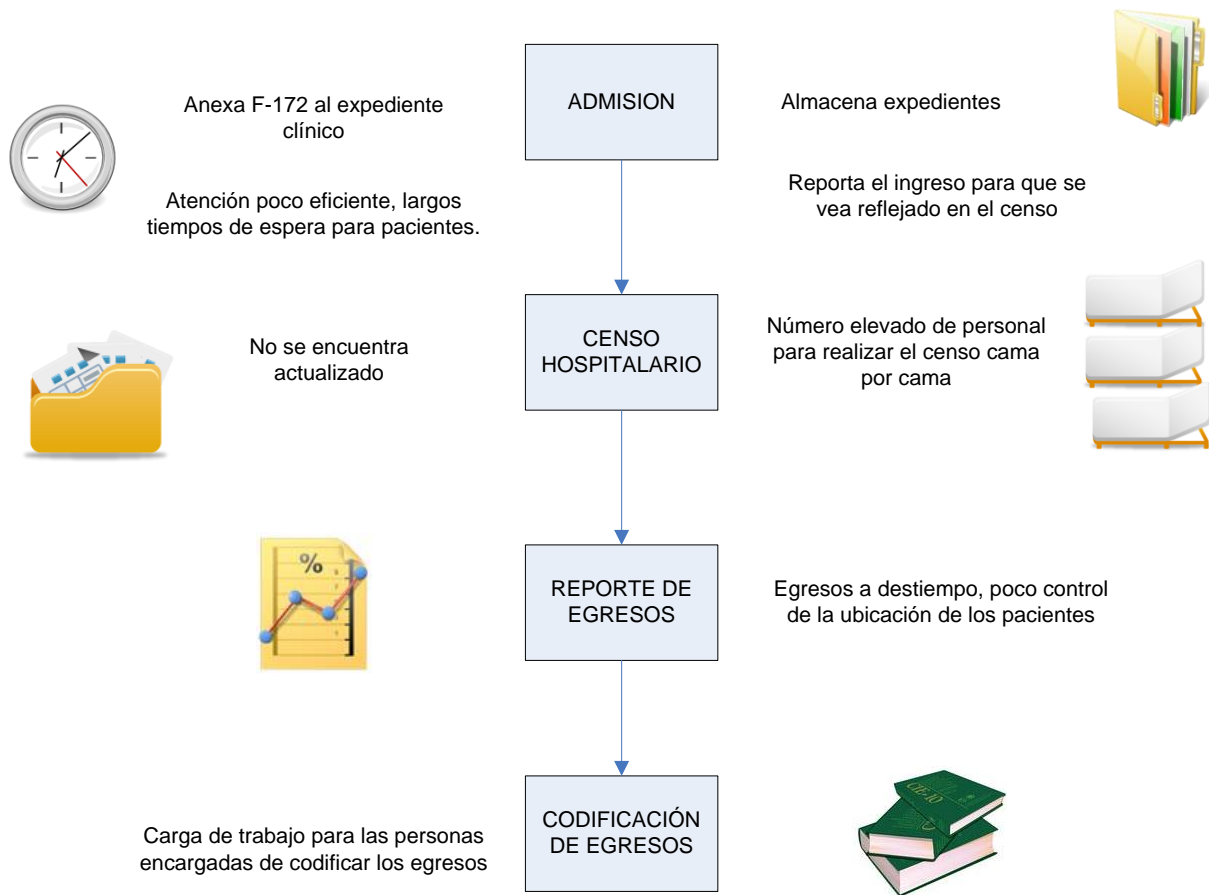 ADMISION
Anexa F-172 al expediente
clínico
Almacena expedientes
Atención poco eficiente, largos
tiempos de espera para pacientes.
Reporta el ingreso para que se
vea reflejado en el censo
CENSO
HOSPITALARIO
No se encuentra
actualizado
Número elevado de personal
para realizar el censo cama
por cama
%
REPORTE DE
EGRESOS
Egresos a destiempo, poco control
de la ubicación de los pacientes
CODIFICACIÓN
DE EGRESOS
Carga de trabajo para las personas
encargadas de codificar los egresos
CIE-10